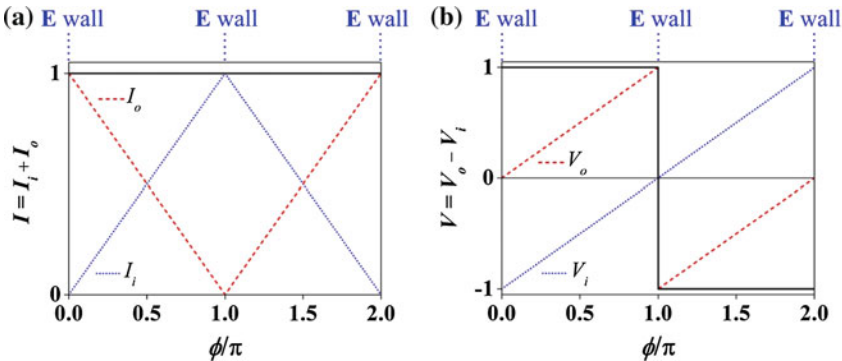 (a) E wall E wall E wall
I = I_i + I_o
1
0
I_o
I_i
0.0 0.5 1.0 1.5 2.0
ϕ/π
(b) E wall E wall E wall
V = V_o − V_i
1
0
-1
V_o
V_i
0.0 0.5 1.0 1.5 2.0
ϕ/π